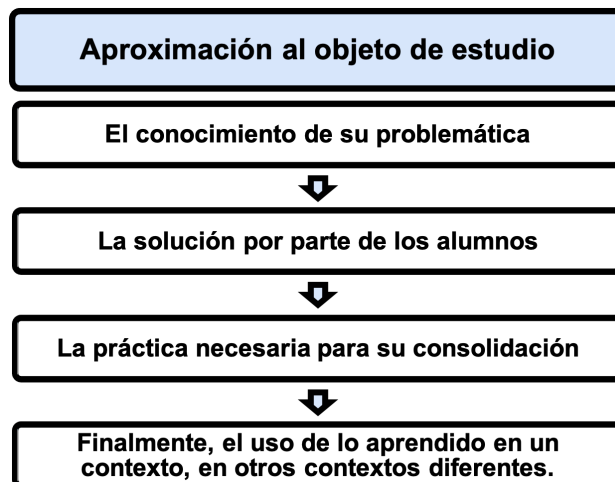 Aproximación al objeto de estudio
El conocimiento de su problemática
La solución por parte de los alumnos
La práctica necesaria para su consolidación
Finalmente, el uso de lo aprendido en un
contexto, en otros contextos diferentes.